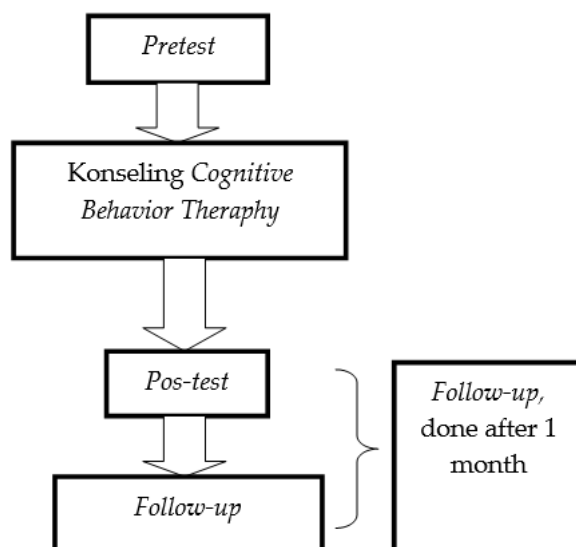 Pretest
Konseling Cognitive
Behavior Theraphy
Pos-test
Follow-up
Follow-up,
done after 1
month